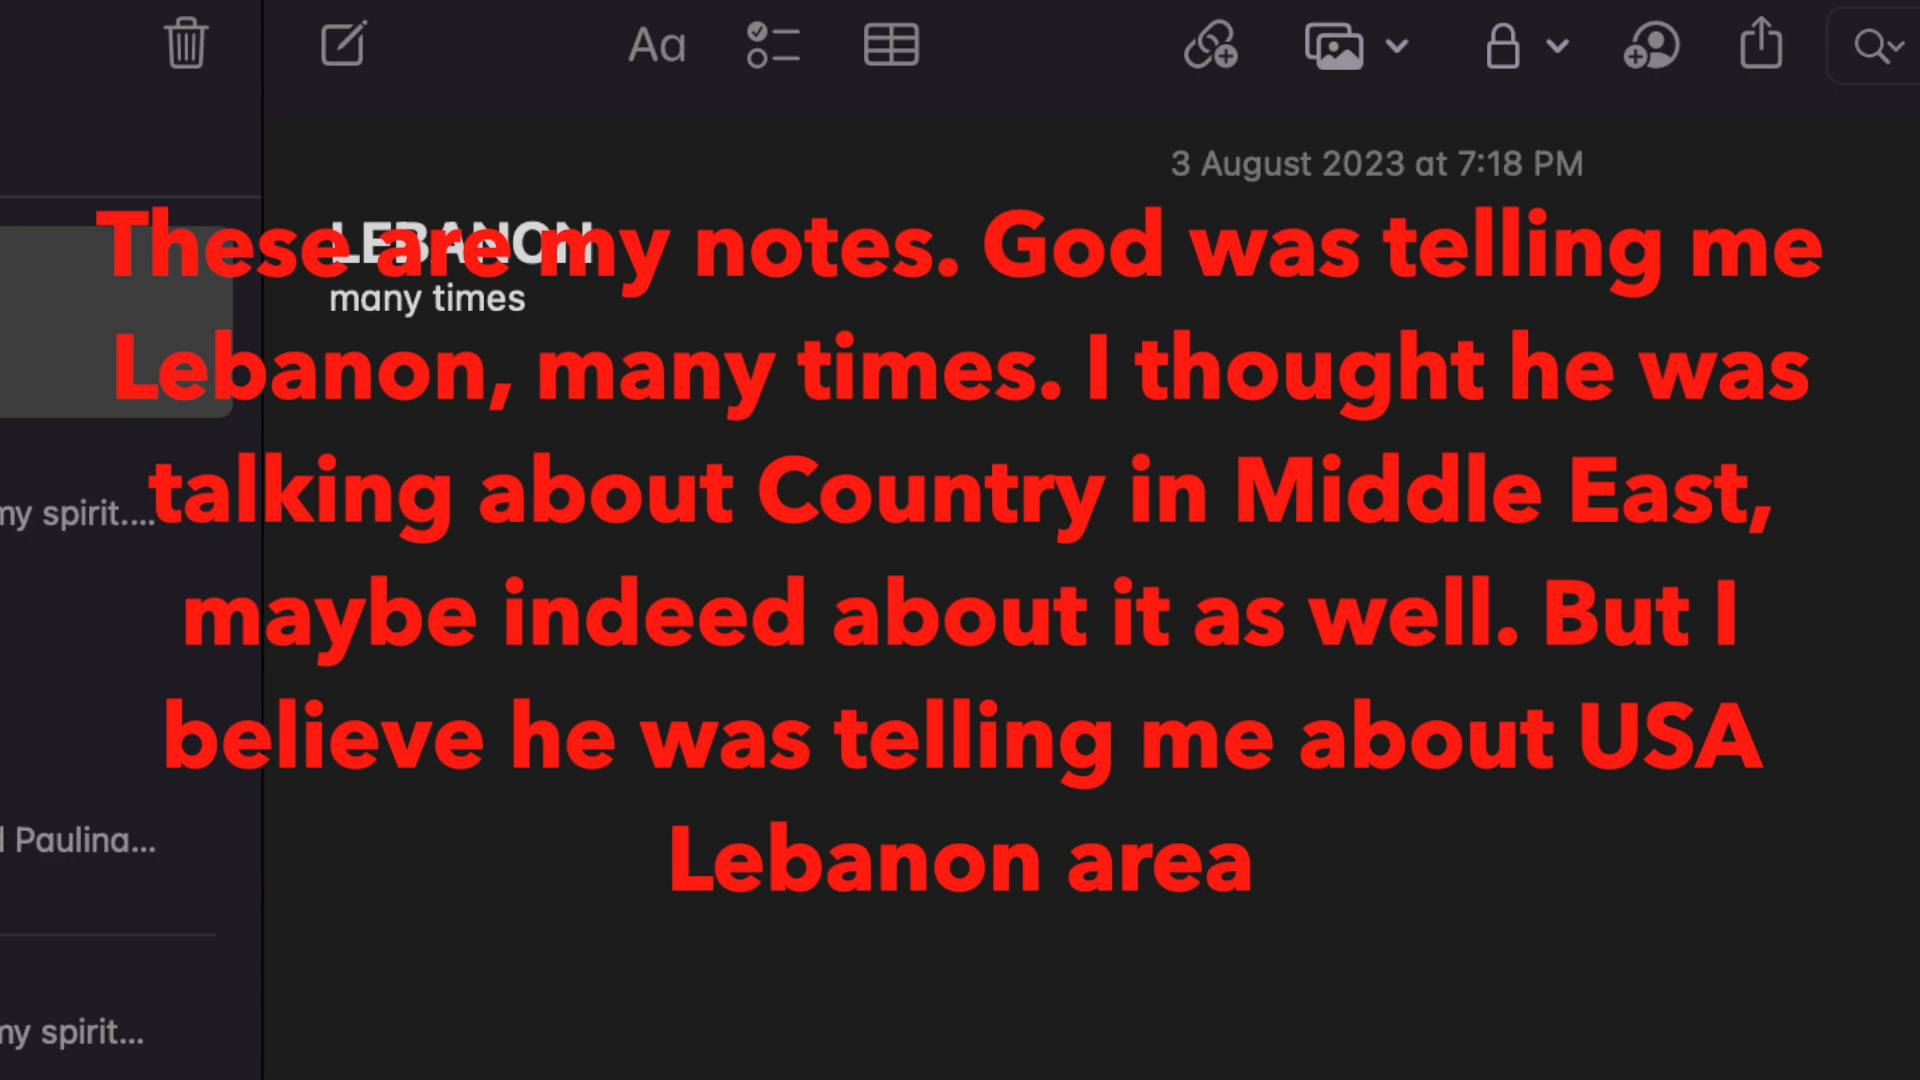 Aa
3 August 2023 at 7:18 PM
LEBANON
many times
These are my notes. God was telling me
Lebanon, many times. I thought he was
talking about Country in Middle East,
maybe indeed about it as well. But I
believe he was telling me about USA
Lebanon area
my spirit....
Paulina...
my spirit...